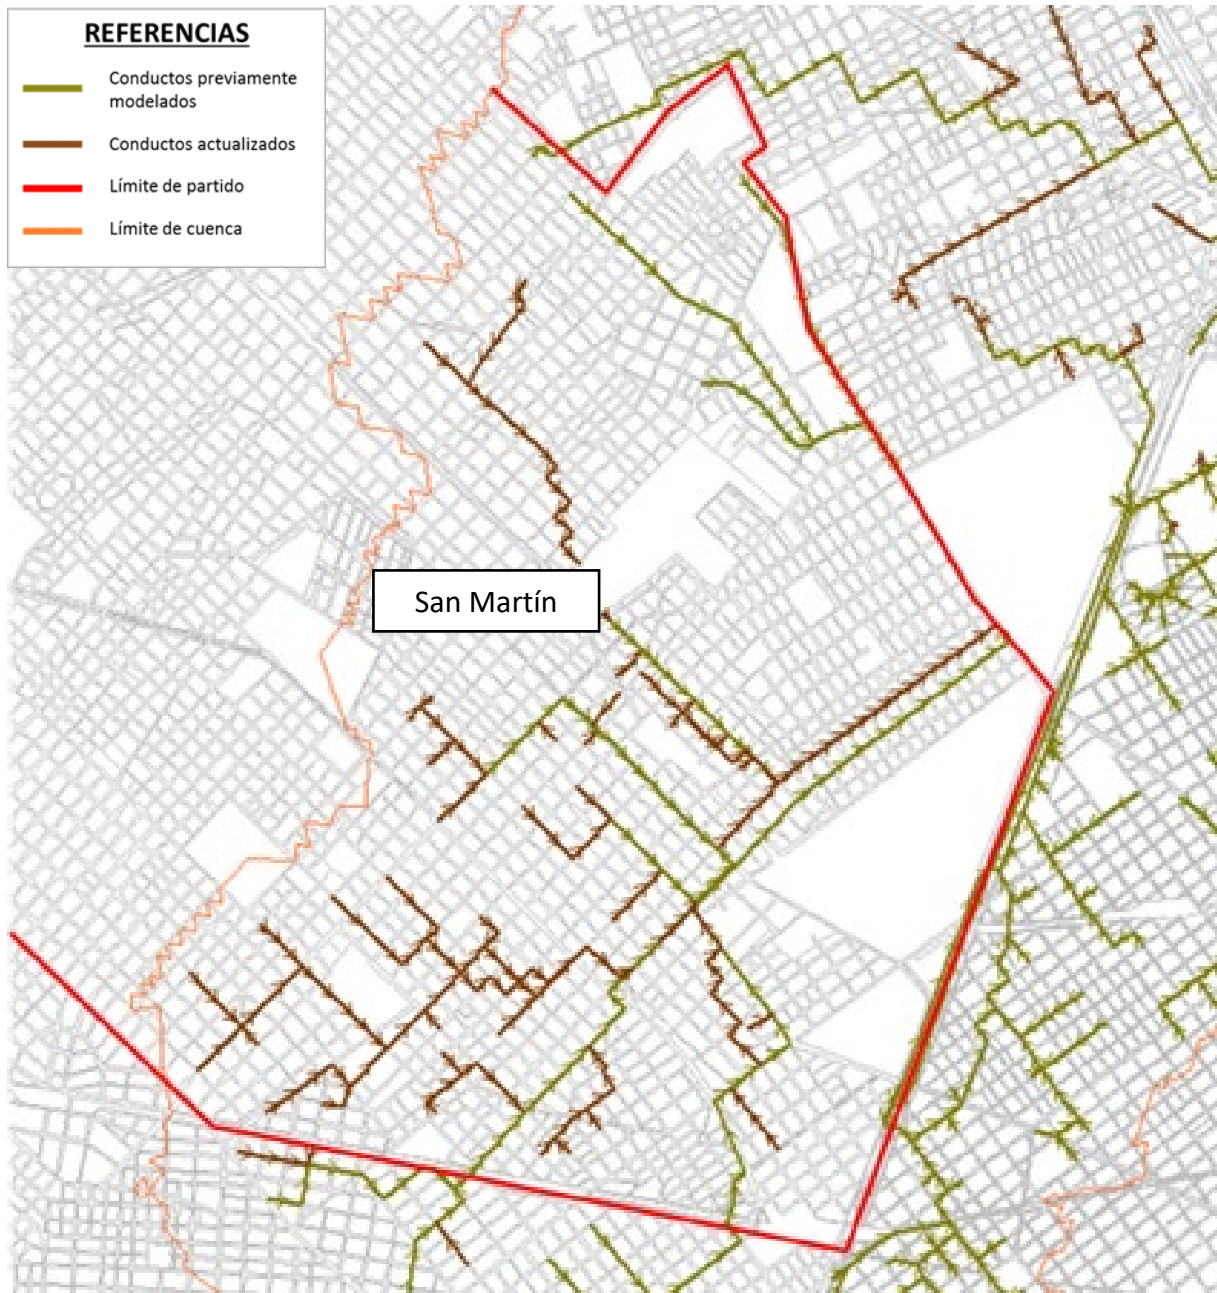 REFERENCIAS
Conductos previamente
modelados
Conductos actualizados
Límite de partido
Límite de cuenca
San Martín